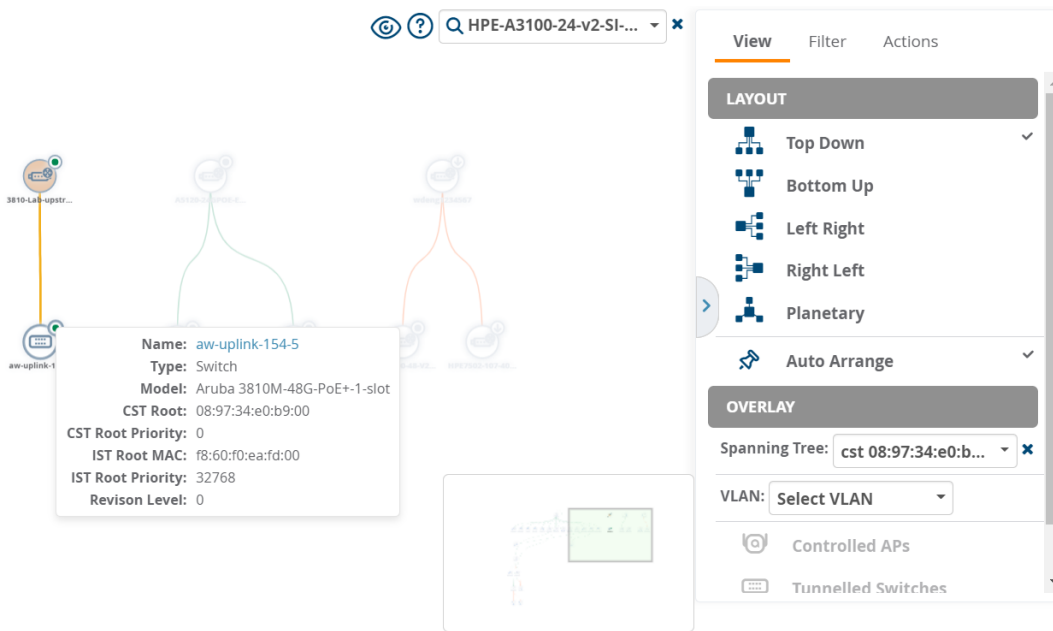 HPE-A3100-24-v2-SI-...
View
Filter
Actions
LAYOUT
Top Down
Bottom Up
Left Right
Right Left
Planetary
Auto Arrange
OVERLAY
Spanning Tree: cst 08:97:34:e0:b...
VLAN: Select VLAN
Controlled APs
Tunnelled Switches
3810-Lab-upstr...
aw-uplink-1
Name: aw-uplink-154-5
Type: Switch
Model: Aruba 3810M-48G-PoE+-1-slot
CST Root: 08:97:34:e0:b9:00
CST Root Priority: 0
IST Root MAC: f8:60:f0:ea:fd:00
IST Root Priority: 32768
Revison Level: 0